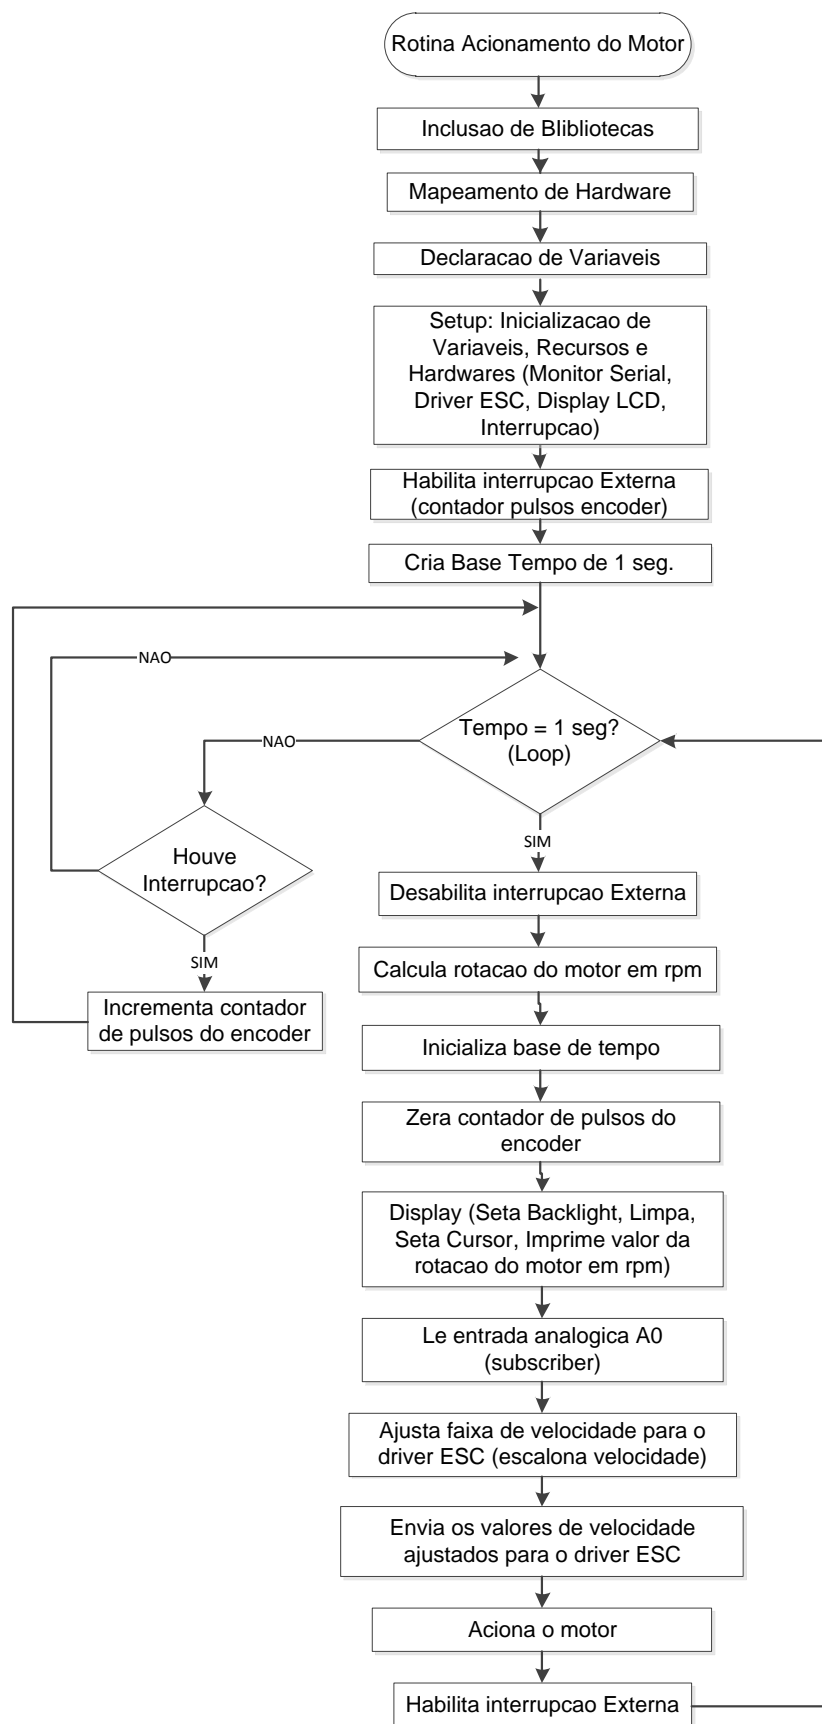 Rotina Acionamento do Motor
Inclusao de BIibliotecas
Mapeamento de Hardware
Declaracao de Variaveis
Setup: Inicializacao de
Variaveis, Recursos e
Hardwares (Monitor Serial,
Driver ESC, Display LCD,
Interrupcao)
Habilita interrupcao Externa
(contador pulsos encoder)
Cria Base Tempo de 1 seg.
NAO
Tempo = 1 seg?
(Loop)
NAO
SIM
Houve
Interrupcao?
SIM
Incrementa contador
de pulsos do encoder
Desabilita interrupcao Externa
Calcula rotacao do motor em rpm
Inicializa base de tempo
Zera contador de pulsos do
encoder
Display (Seta Backlight, Limpa,
Seta Cursor, Imprime valor da
rotacao do motor em rpm)
Le entrada analogica A0
(subscriber)
Ajusta faixa de velocidade para o
driver ESC (escalona velocidade)
Envia os valores de velocidade
ajustados para o driver ESC
Aciona o motor
Habilita interrupcao Externa